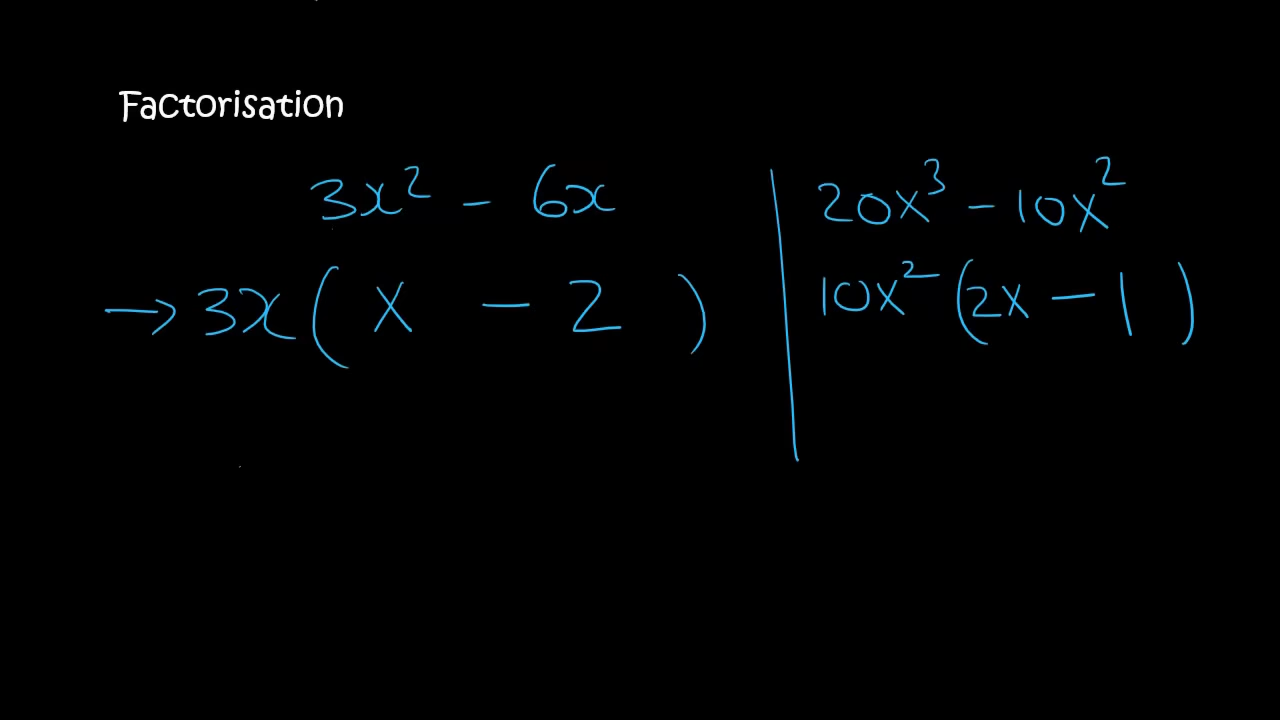 Factorisation
3x² - 6x
→ 3x ( x - 2 )
20x³ - 10x²
10x² (2x - 1 )